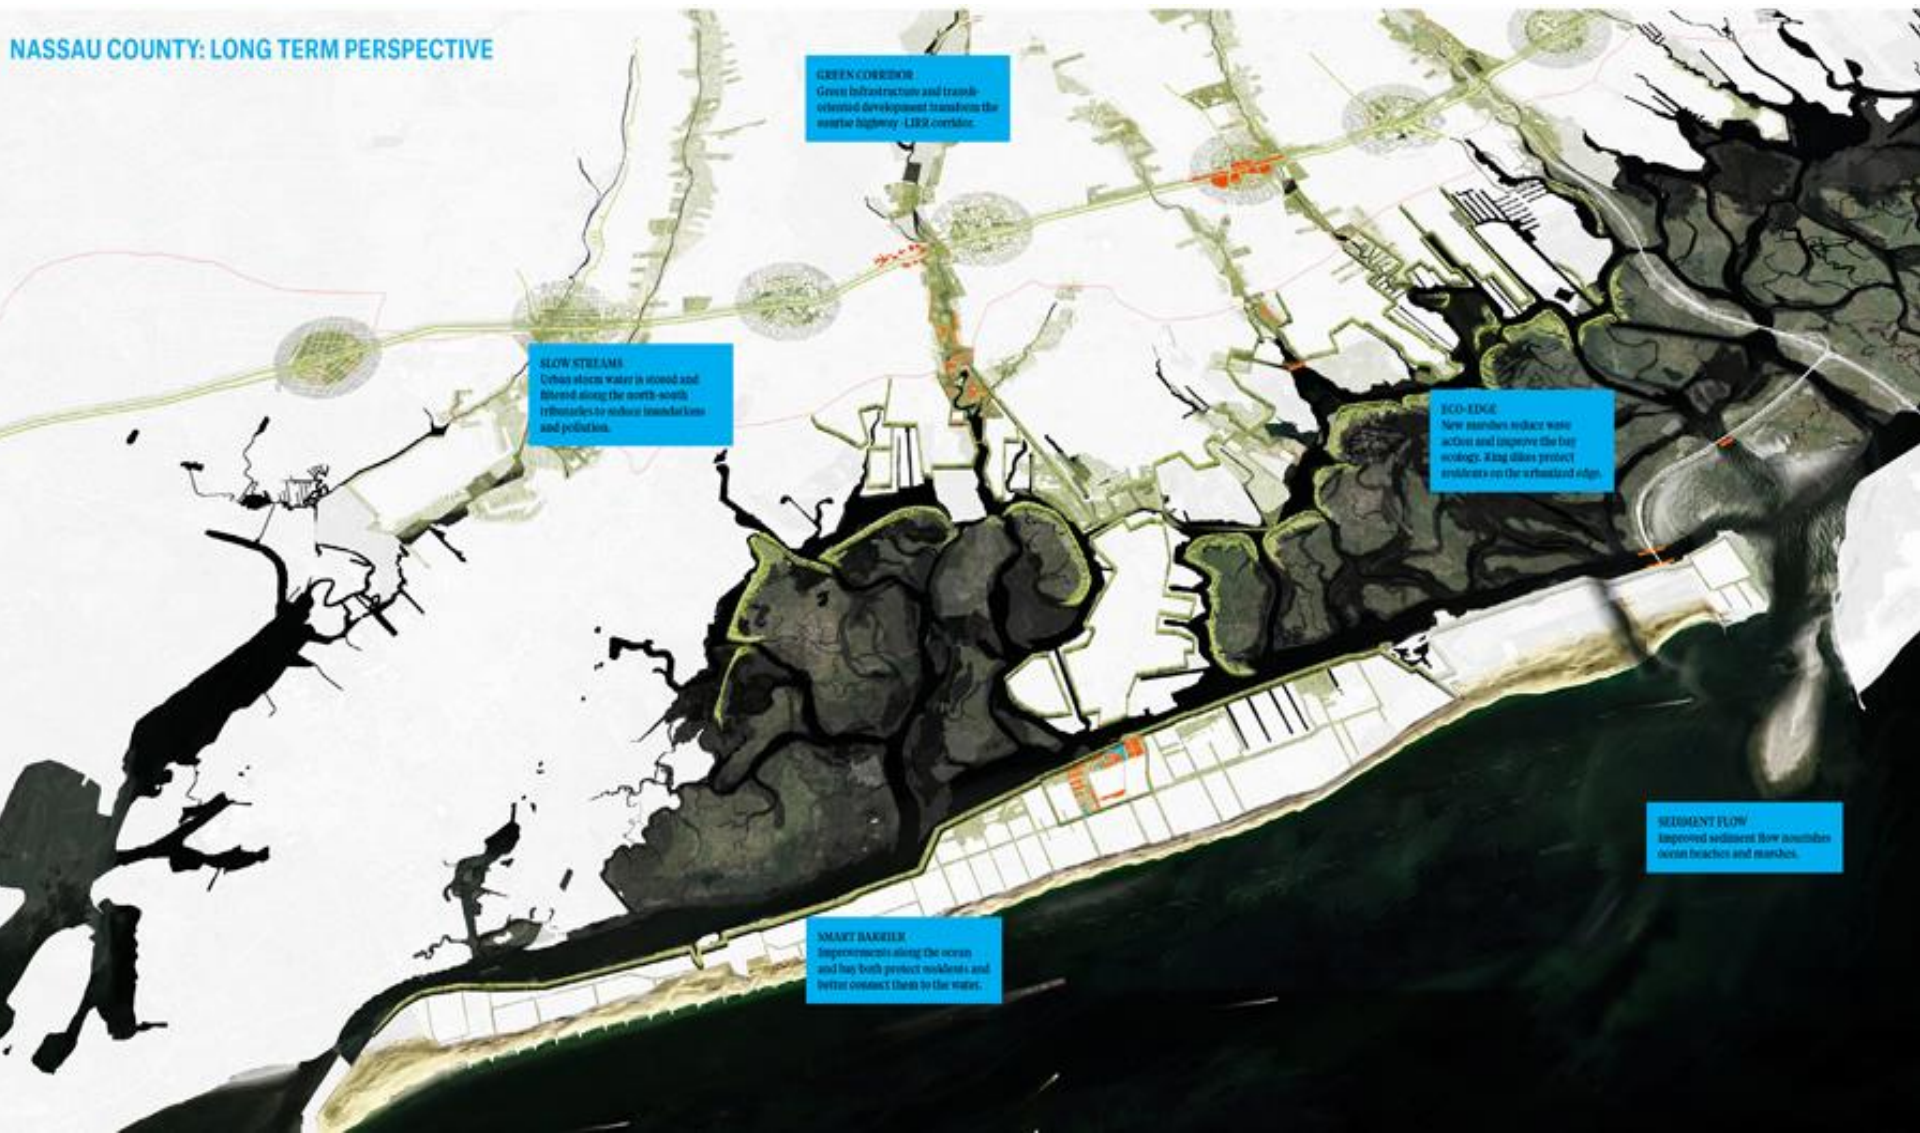 NASSAU COUNTY: LONG TERM PERSPECTIVE
GREEN CORRIDOR
Green Infrastructure and transit-
oriented development transform the
sunrise highway -LIRR corridor.
SLOW STREAMS
Urban storm water is stored and
filtered along the north-south
tributaries to reduce inundations
and pollution.
ECO-EDGE
New marshes reduce wave
action and improve the bay
ecology. Ring dikes protect
residents on the urbanized edge.
SEDIMENT FLOW
Improved sediment flow nourishes
ocean beaches and marshes.
SMART BARRIER
Improvements along the ocean
and bay both protect residents and
better connect them to the water.